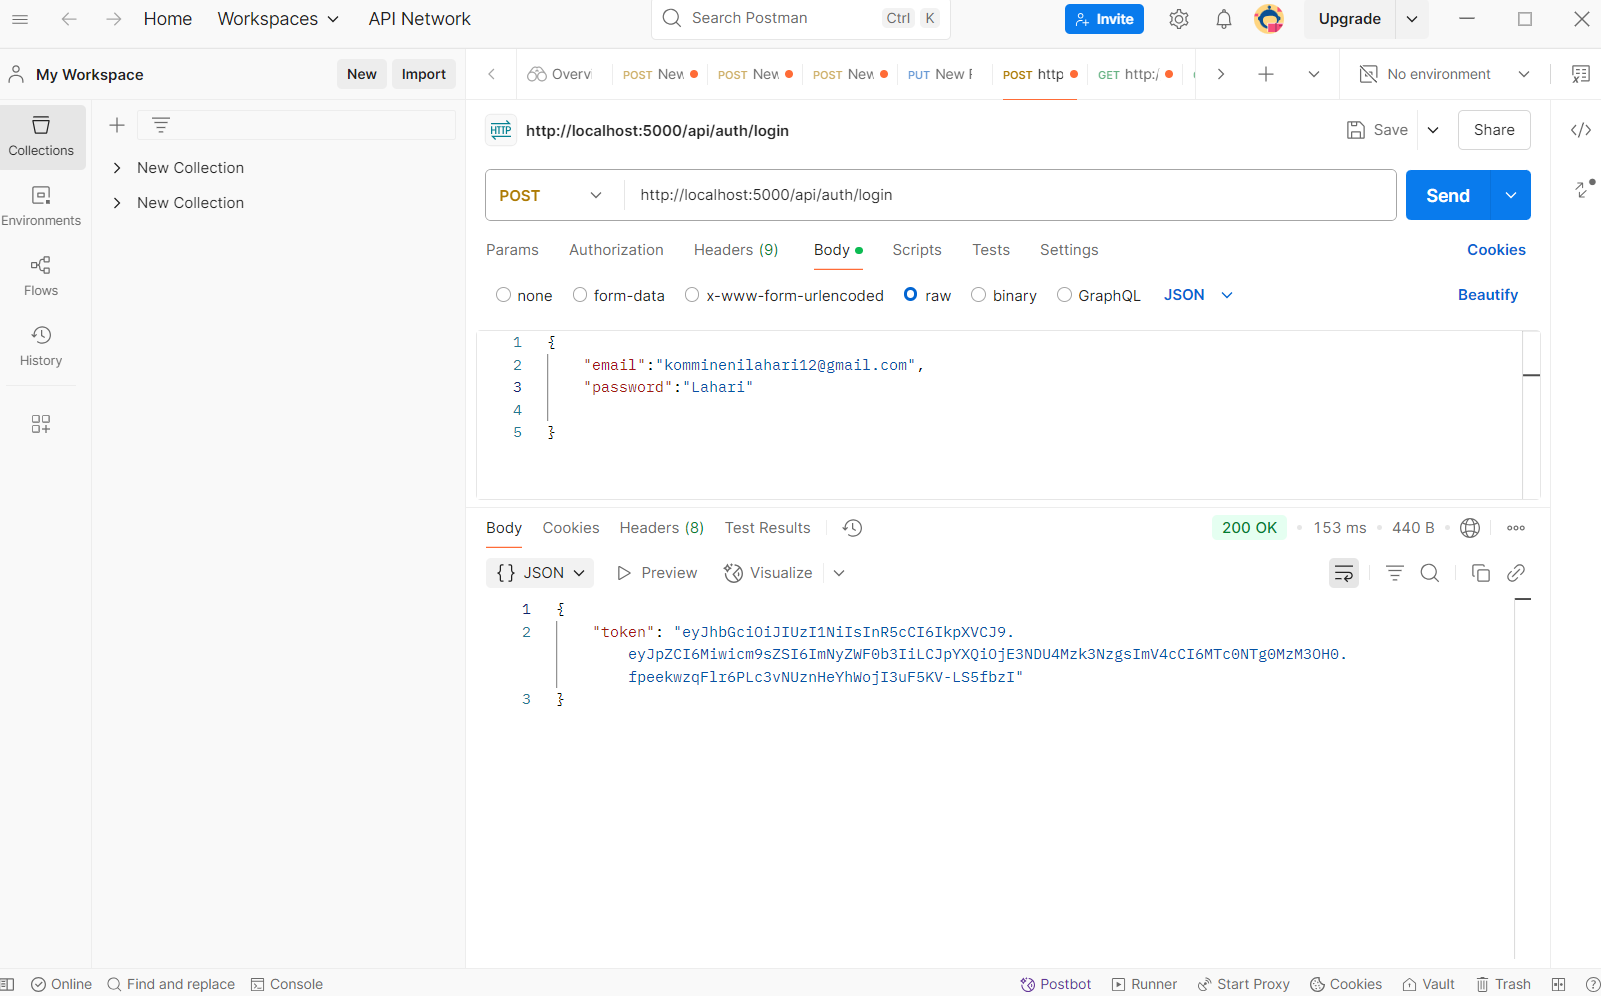 Home Workspaces API Network Search Postman Ctrl K Invite Upgrade
My Workspace New Import Overv POST New POST New POST New PUT New F POST http GET http:/ No environment
Collections
Environments
Flows
History
New Collection
New Collection
HTTP http://localhost:5000/api/auth/login Save Share
POST http://localhost:5000/api/auth/login Send
Params Authorization Headers (9) Body Scripts Tests Settings Cookies
none form-data x-www-form-urlencoded raw binary GraphQL JSON Beautify
1 {
2 "email":"komminenilahari12@gmail.com",
3 "password":"Lahari"
4
5 }
Body Cookies Headers (8) Test Results 200 OK 153 ms 440 B
{} JSON Preview Visualize
1 {
2 "token": "eyJhbGciOiJIUzI1NiIsInR5cCI6IkpXVCJ9.
eyJpZCI6Miwicm9sZSI6ImNyZWF0b3IiLCJpYXQiOjE3NDU4Mzk3NzgsImV4cCI6MTc0NTg0MzM3OH0.
fpeekwzqFlr6PLc3vNUznHeYhWojI3uF5KV-LS5fbzI"
3 }
Online Find and replace Console Postbot Runner Start Proxy Cookies Vault Trash